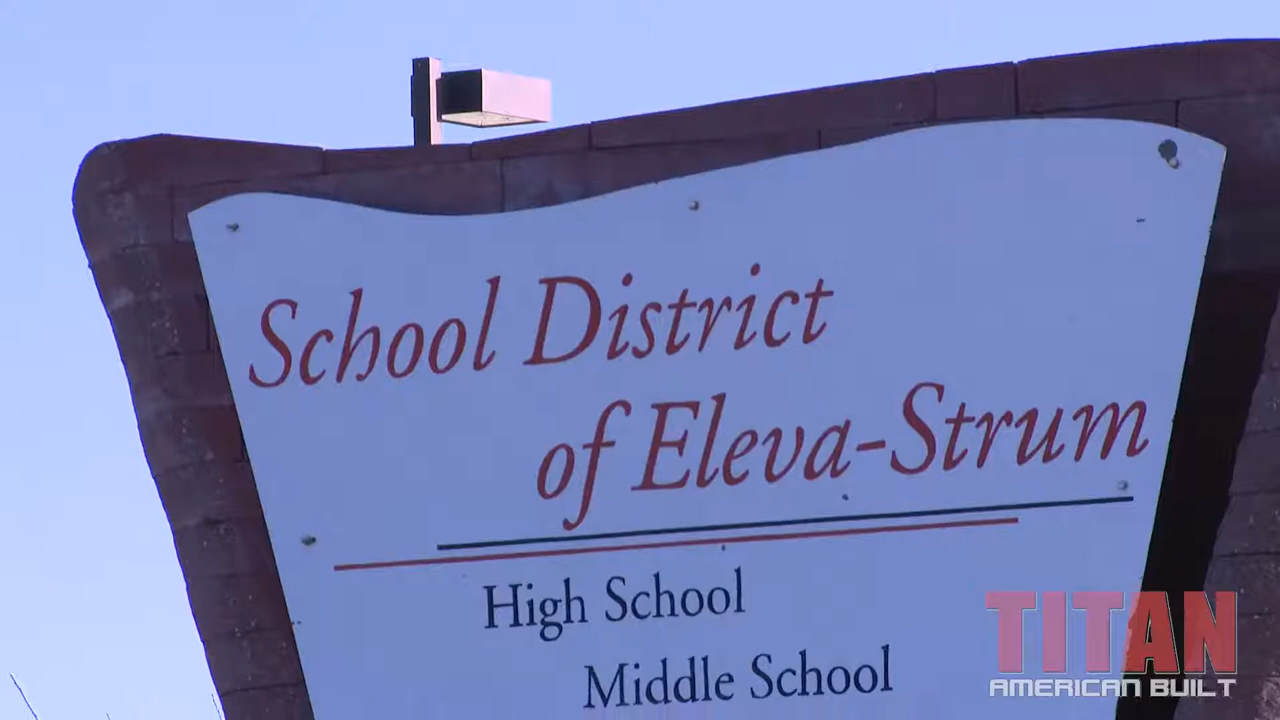 School District
of Eleva-Strum
High School
Middle School
TITAN
AMERICAN BUILT